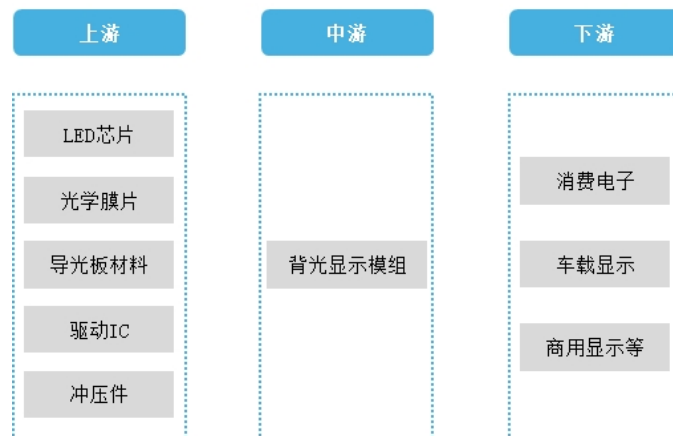 上游
中游
下游
LED芯片
光学膜片
导光板材料
驱动IC
冲压件
背光显示模组
消费电子
车载显示
商用显示等